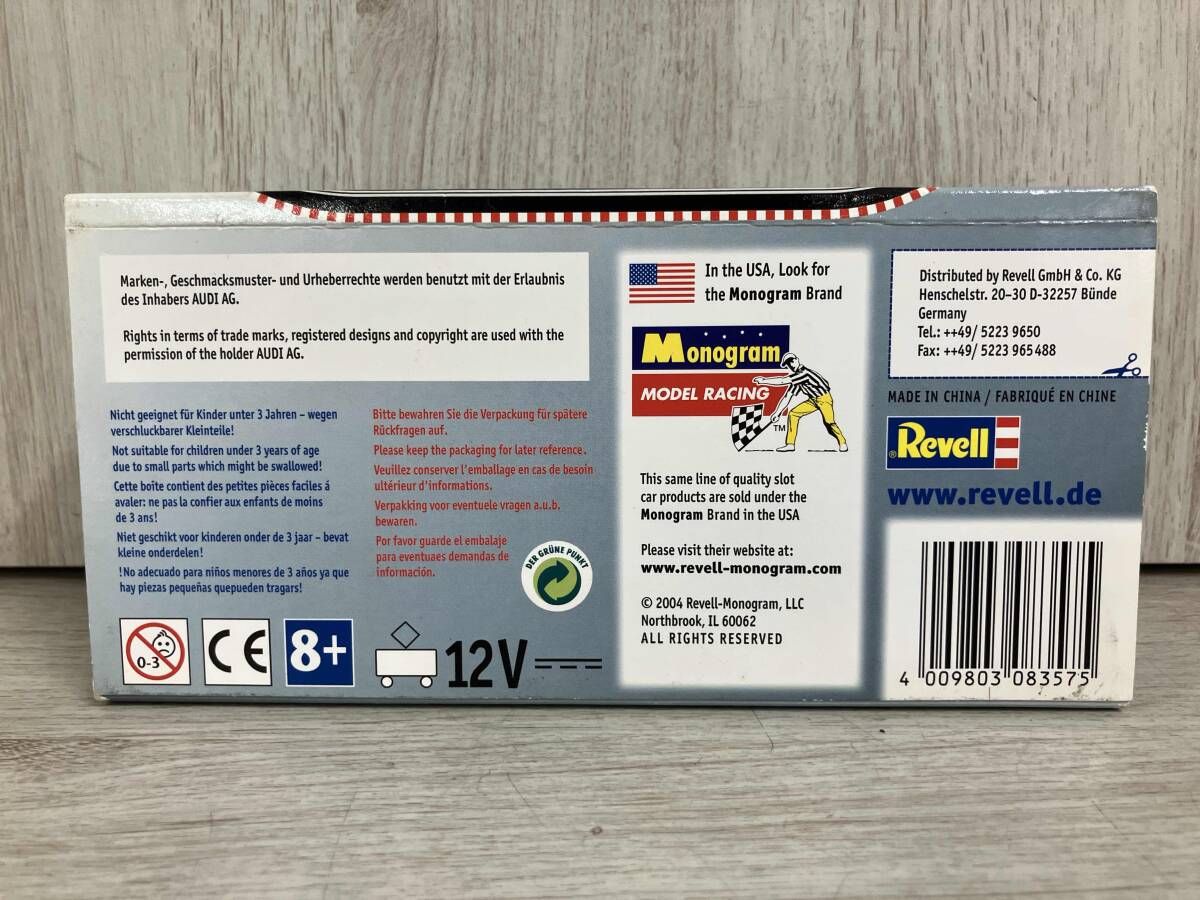 Marken-, Geschmacksmuster- und Urheberrechte werden benutzt mit der Erlaubnis
des Inhabers AUDI AG.
Rights in terms of trade marks, registered designs and copyright are used with the
permission of the holder AUDI AG.
Nicht geeignet für Kinder unter 3 Jahren – wegen
verschluckbarer Kleinteile!
Not suitable for children under 3 years of age
due to small parts which might be swallowed!
Cette boîte contient des petites pièces faciles á
avaler: ne pas la confier aux enfants de moins
de 3 ans!
Niet geschikt voor kinderen onder de 3 jaar – bevat
kleine onderdelen!
!No adecuado para niños menores de 3 años ya que
hay piezas pequeñas quepueden tragars!
Bitte bewahren Sie die Verpackung für spätere
Rückfragen auf.
Please keep the packaging for later reference.
Veuillez conserver l'emballage en cas de besoin
ultérieur d'informations.
Verpakking voor eventuele vragen a.u.b.
bewaren.
Por favor guarde el embalaje
para eventuaes demandas de
información.
DER GRÜNE PUNKT
0-3
CE
8+
12V
In the USA, Look for
the Monogram Brand
Monogram
MODEL RACING
TM
This same line of quality slot
car products are sold under the
Monogram Brand in the USA
Please visit their website at:
www.revell-monogram.com
© 2004 Revell-Monogram, LLC
Northbrook, IL 60062
ALL RIGHTS RESERVED
Distributed by Revell GmbH & Co. KG
Henschelstr. 20–30 D-32257 Bünde
Germany
Tel.: ++49/ 5223 9650
Fax: ++49/ 5223 965488
MADE IN CHINA / FABRIQUÉ EN CHINE
®Revell
www.revell.de
4 009803 083575